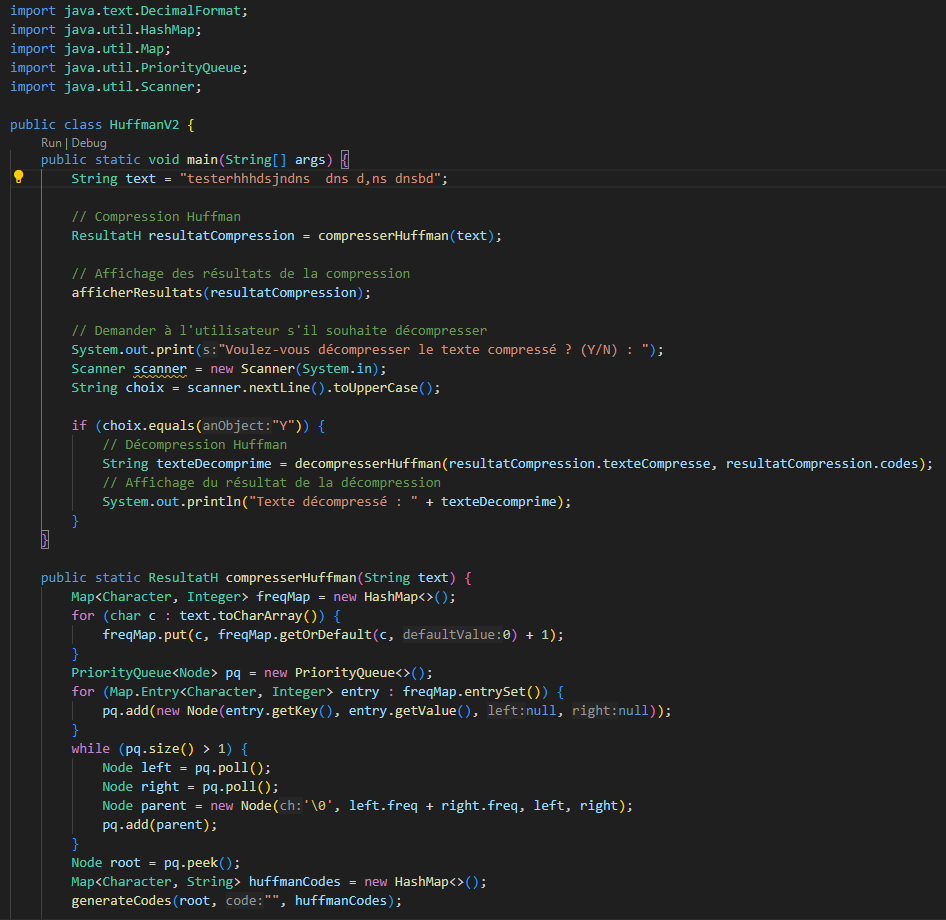 import java.text.DecimalFormat;
import java.util.HashMap;
import java.util.Map;
import java.util.PriorityQueue;
import java.util.Scanner;
public class HuffmanV2 {
Run | Debug
public static void main(String[] args) {
String text = "testerhhhdsjndns  dns d,ns dnsbd";
// Compression Huffman
ResultatH resultatCompression = compresserHuffman(text);
// Affichage des résultats de la compression
afficherResultats(resultatCompression);
// Demander à l'utilisateur s'il souhaite décompresser
System.out.print(s:"Voulez-vous décompresser le texte compressé ? (Y/N) : ");
Scanner scanner = new Scanner(System.in);
String choix = scanner.nextLine().toUpperCase();
if (choix.equals(anObject:"Y")) {
// Décompression Huffman
String texteDecomprime = decompresserHuffman(resultatCompression.texteCompresse, resultatCompression.codes);
// Affichage du résultat de la décompression
System.out.println("Texte décompressé : " + texteDecomprime);
}
}
public static ResultatH compresserHuffman(String text) {
Map<Character, Integer> freqMap = new HashMap<>();
for (char c : text.toCharArray()) {
freqMap.put(c, freqMap.getOrDefault(c, defaultValue:0) + 1);
}
PriorityQueue<Node> pq = new PriorityQueue<>();
for (Map.Entry<Character, Integer> entry : freqMap.entrySet()) {
pq.add(new Node(entry.getKey(), entry.getValue(), left:null, right:null));
}
while (pq.size() > 1) {
Node left = pq.poll();
Node right = pq.poll();
Node parent = new Node(ch:'\0', left.freq + right.freq, left, right);
pq.add(parent);
}
Node root = pq.peek();
Map<Character, String> huffmanCodes = new HashMap<>();
generateCodes(root, code:"", huffmanCodes);